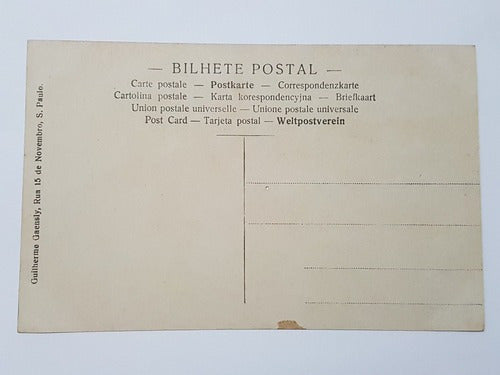 — BILHETE POSTAL —
Carte postale — Postkarte — Correspondenzkarte
Cartolina postale — Karta korespondencyjna — Briefkaart
Union postale universelle — Unione postale universale
Post Card — Tarjeta postal — Weltpostverein
Guilherme Gaensly, Rua 15 de Novembro, S. Paulo.